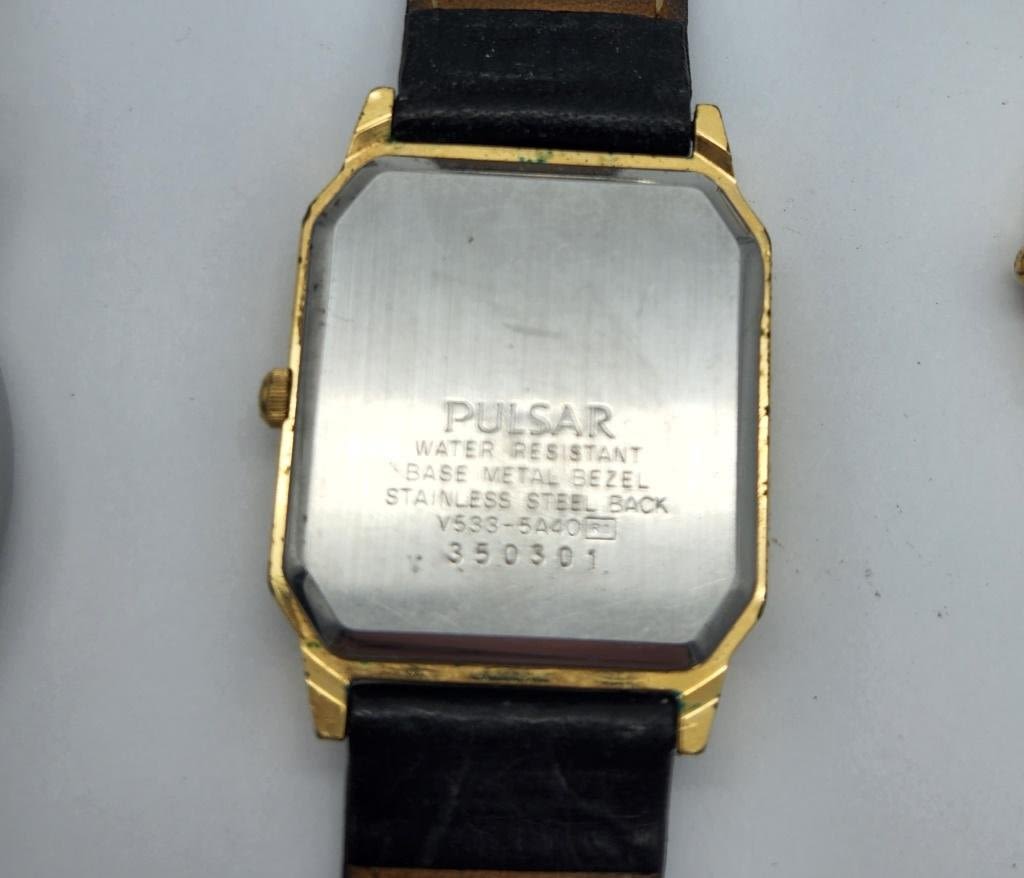 PULSAR
WATER RESISTANT
BASE METAL BEZEL
STAINLESS STEEL BACK
V533-5A40
350301